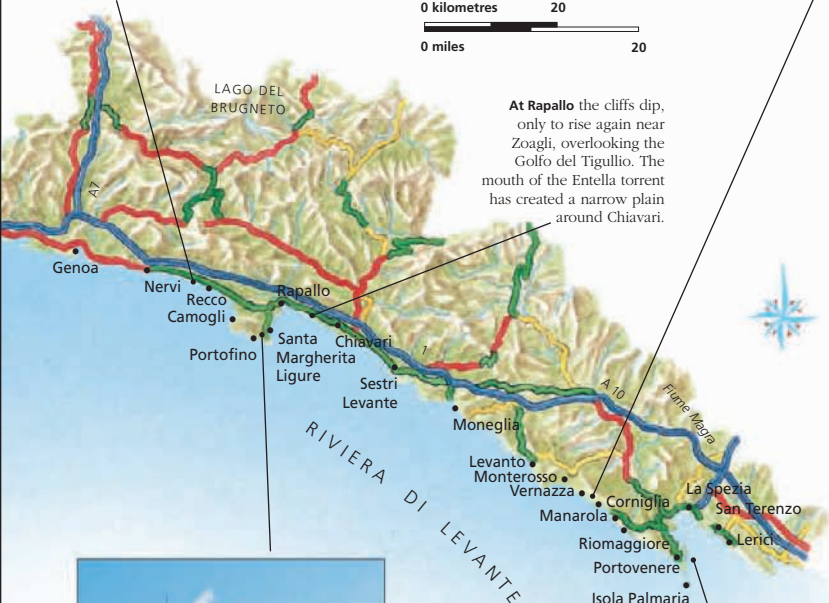 0 kilometres 20
0 miles 20
LAGO DEL
BRUGNETO
At Rapallo the cliffs dip,
only to rise again near
Zoagli, overlooking the
Golfo del Tigullio. The
mouth of the Entella torrent
has created a narrow plain
around Chiavari.
A7
Genoa
Nervi
Recco
Camogli
Portofino
Rapallo
Santa
Margherita
Ligure
Chiavari
1
Sestri
Levante
A 10
Fiume Magra
Moneglia
RIVIERA DI LEVANTE
Levanto
Monterosso
Vernazza
Corniglia
Manarola
Riomaggiore
La Spezia
San Terenzo
Lerici
Portovenere
Isola Palmaria